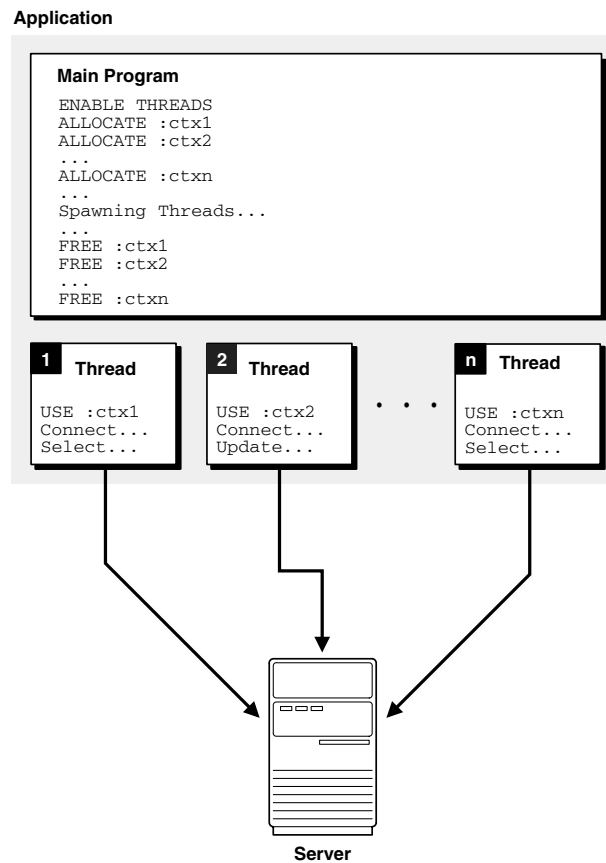 Application
Main Program
ENABLE THREADS
ALLOCATE :ctx1
ALLOCATE :ctx2
...
ALLOCATE :ctxn
...
Spawning Threads...
...
FREE :ctx1
FREE :ctx2
...
FREE :ctxn
1 Thread
USE :ctx1
Connect...
Select...
2 Thread
USE :ctx2
Connect...
Update...
. . .
n Thread
USE :ctxn
Connect...
Select...
Server